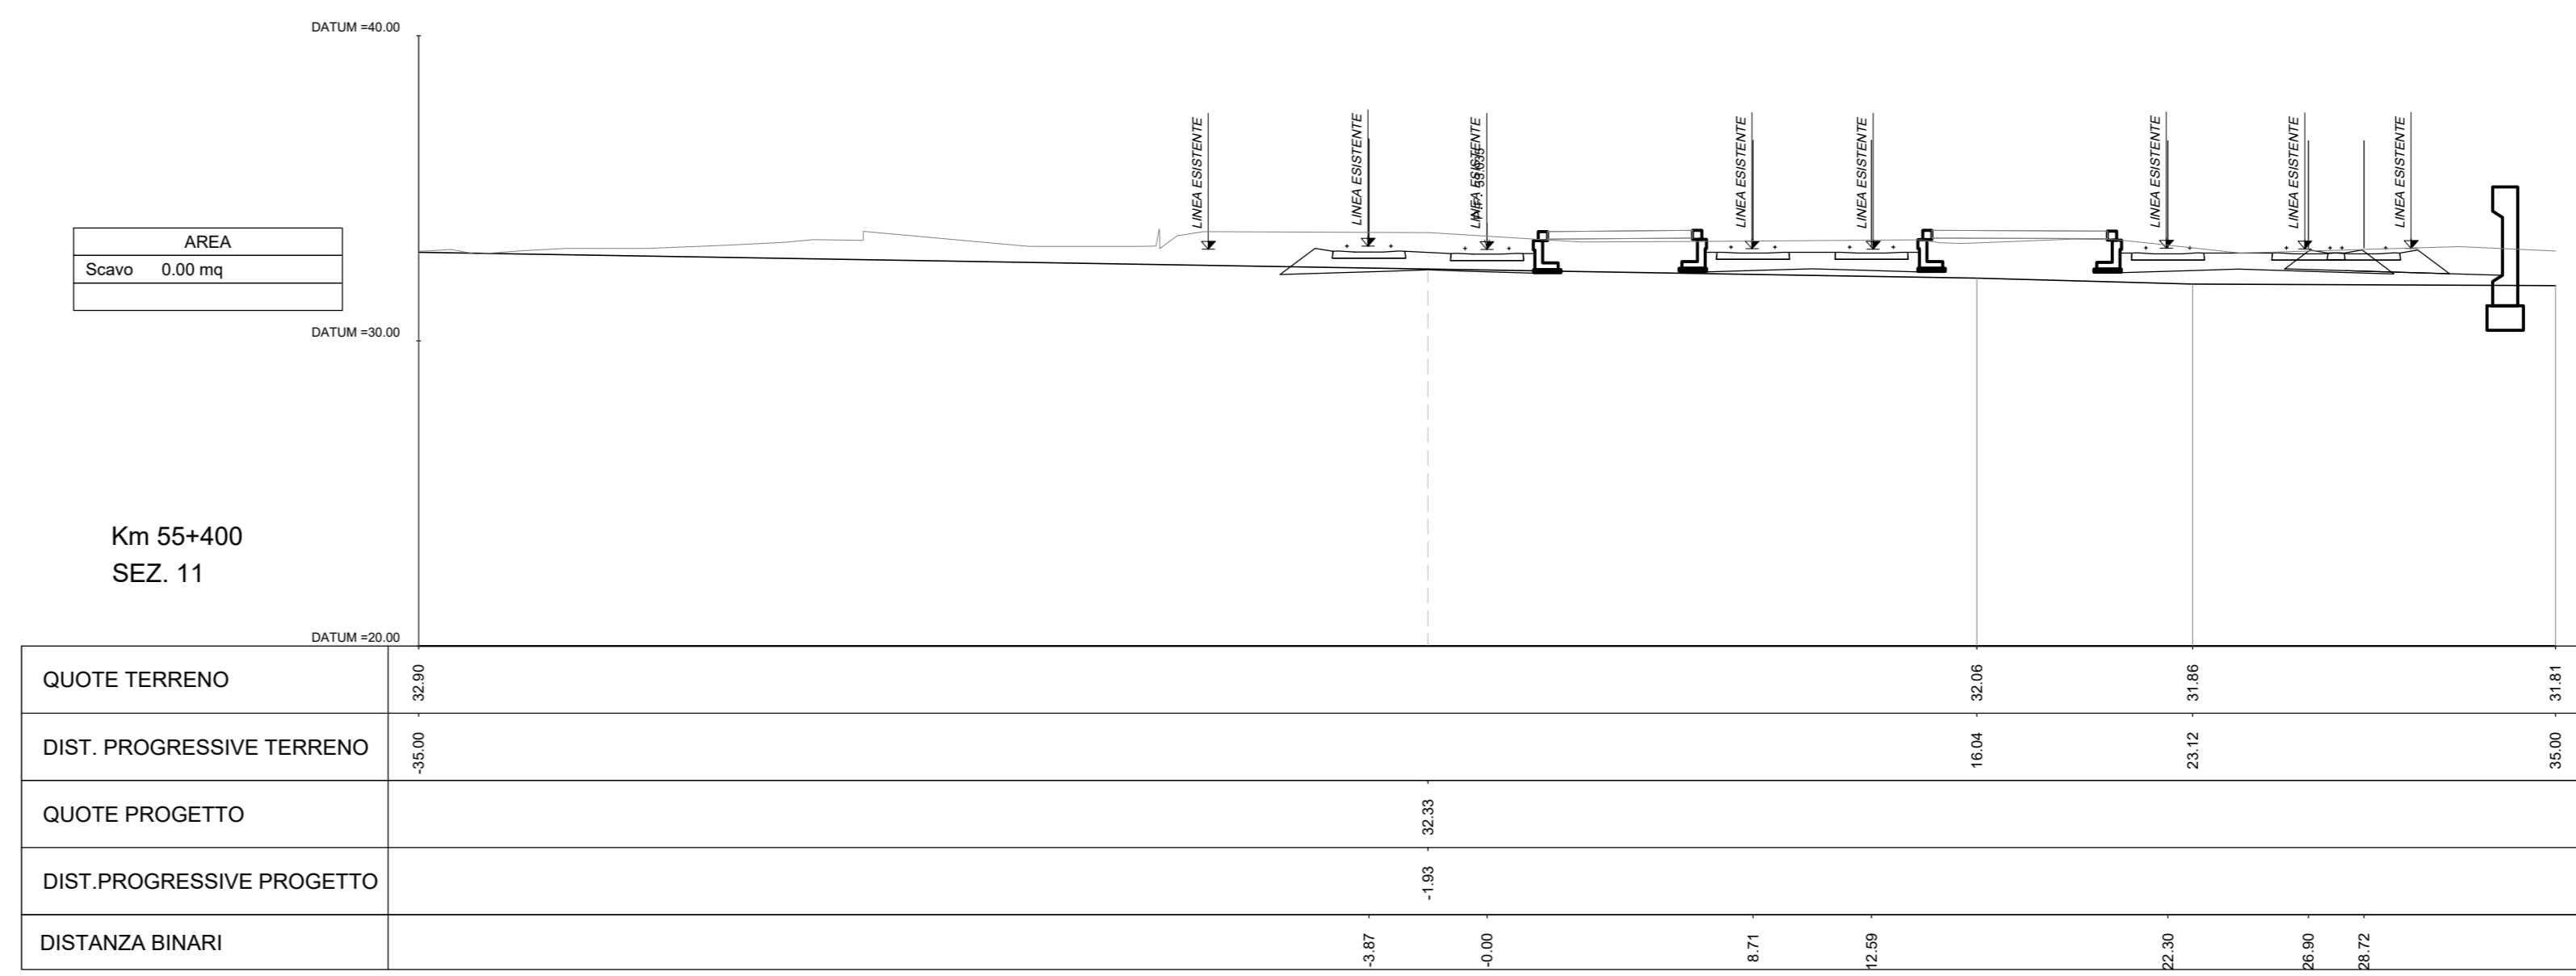 DATUM =40.00
LINEA ESISTENTE
LINEA ESISTENTE
LINEA ESISTENTE
LINEA ESISTENTE
LINEA ESISTENTE
LINEA ESISTENTE
LINEA ESISTENTE
LINEA ESISTENTE
AREA
Scavo 0.00 mq
DATUM =30.00
Km 55+400
SEZ. 11
DATUM =20.00
QUOTE TERRENO 32.90 32.06 31.86 31.81
DIST. PROGRESSIVE TERRENO -35.00 16.04 23.12 35.00
QUOTE PROGETTO 32.33
DIST.PROGRESSIVE PROGETTO -1.93
DISTANZA BINARI -3.87 -0.00 8.71 12.59 22.30 26.90 28.72